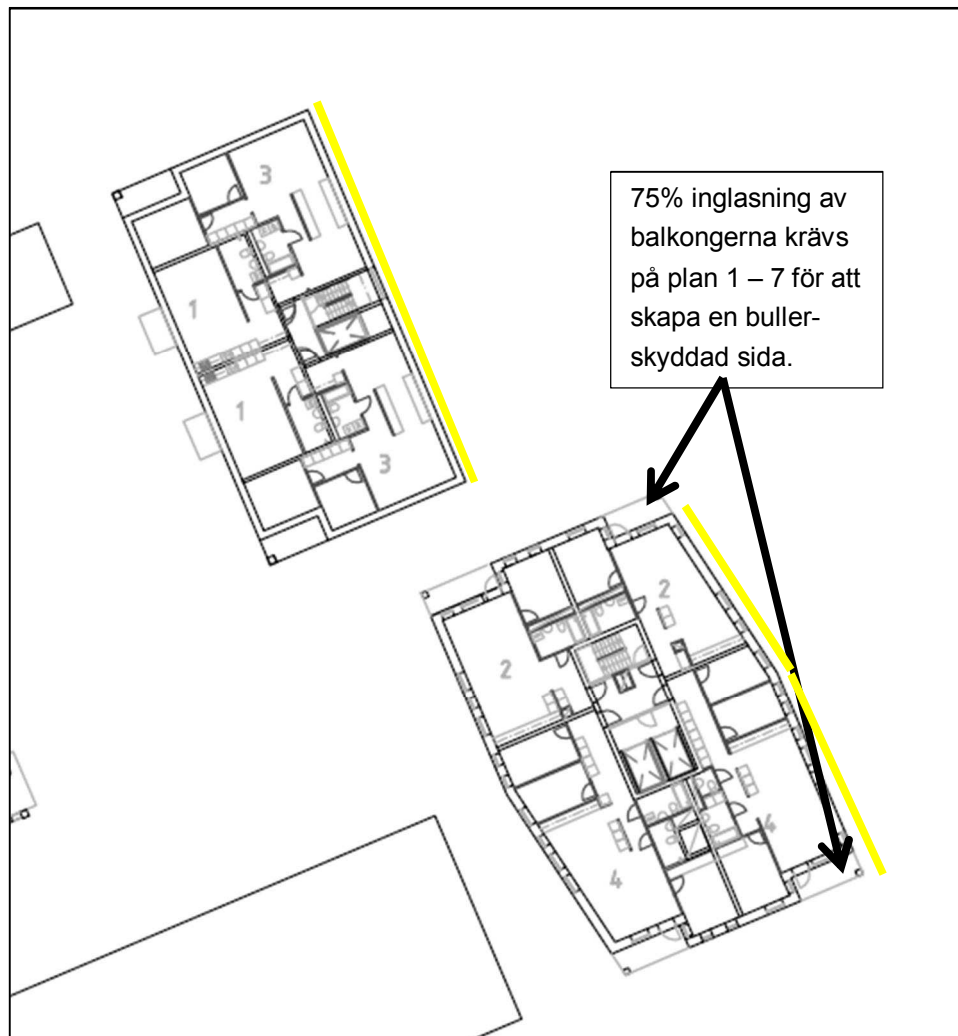 3
75% inglasning av
balkongerna krävs
på plan 1 – 7 för att
skapa en buller-
skyddad sida.
1
1
3
2
2
4
4